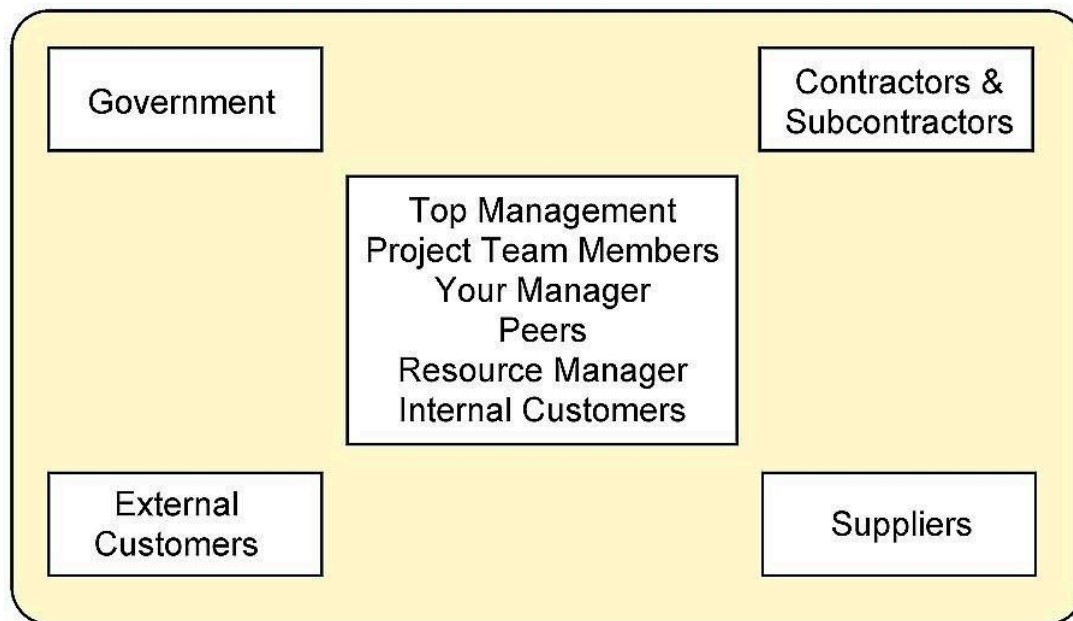 Government
Contractors &
Subcontractors
Top Management
Project Team Members
Your Manager
Peers
Resource Manager
Internal Customers
External
Customers
Suppliers